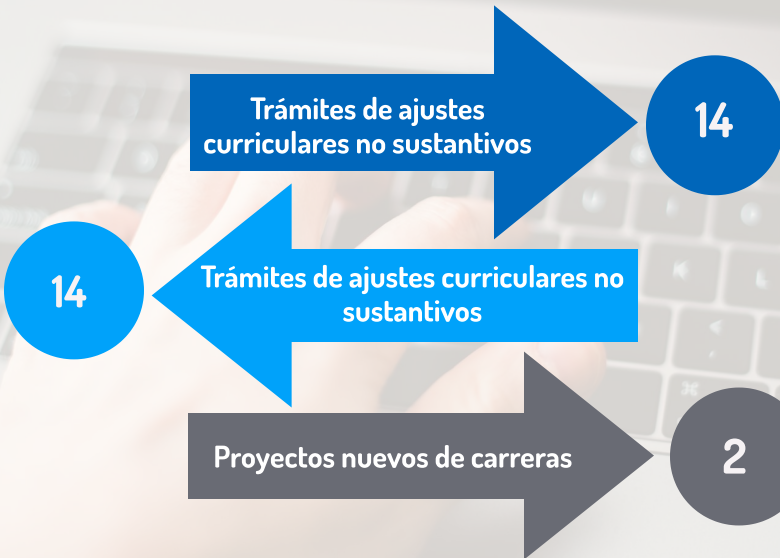 Trámites de ajustes
curriculares no sustantivos
14
14
Trámites de ajustes curriculares no
sustantivos
Proyectos nuevos de carreras
2